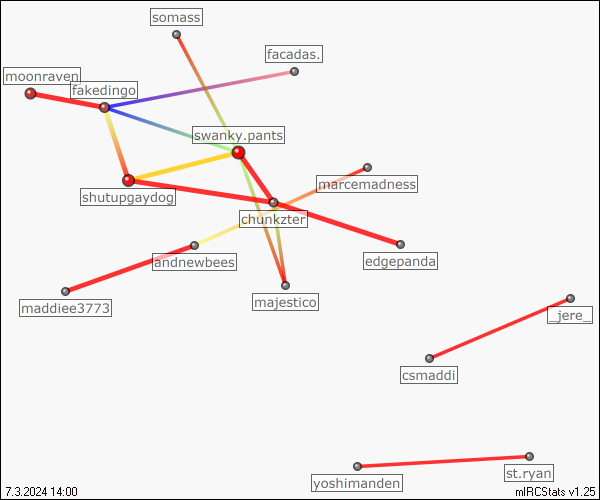 somass
facadas.
moonraven
fakedingo
swanky.pants
marcemadness
shutupgaydog
chunkzter
andnewbees
edgepanda
maddiee3773
majestico
_jere_
csmaddi
st.ryan
yoshimanden
7.3.2024 14:00
mIRCStats v1.25